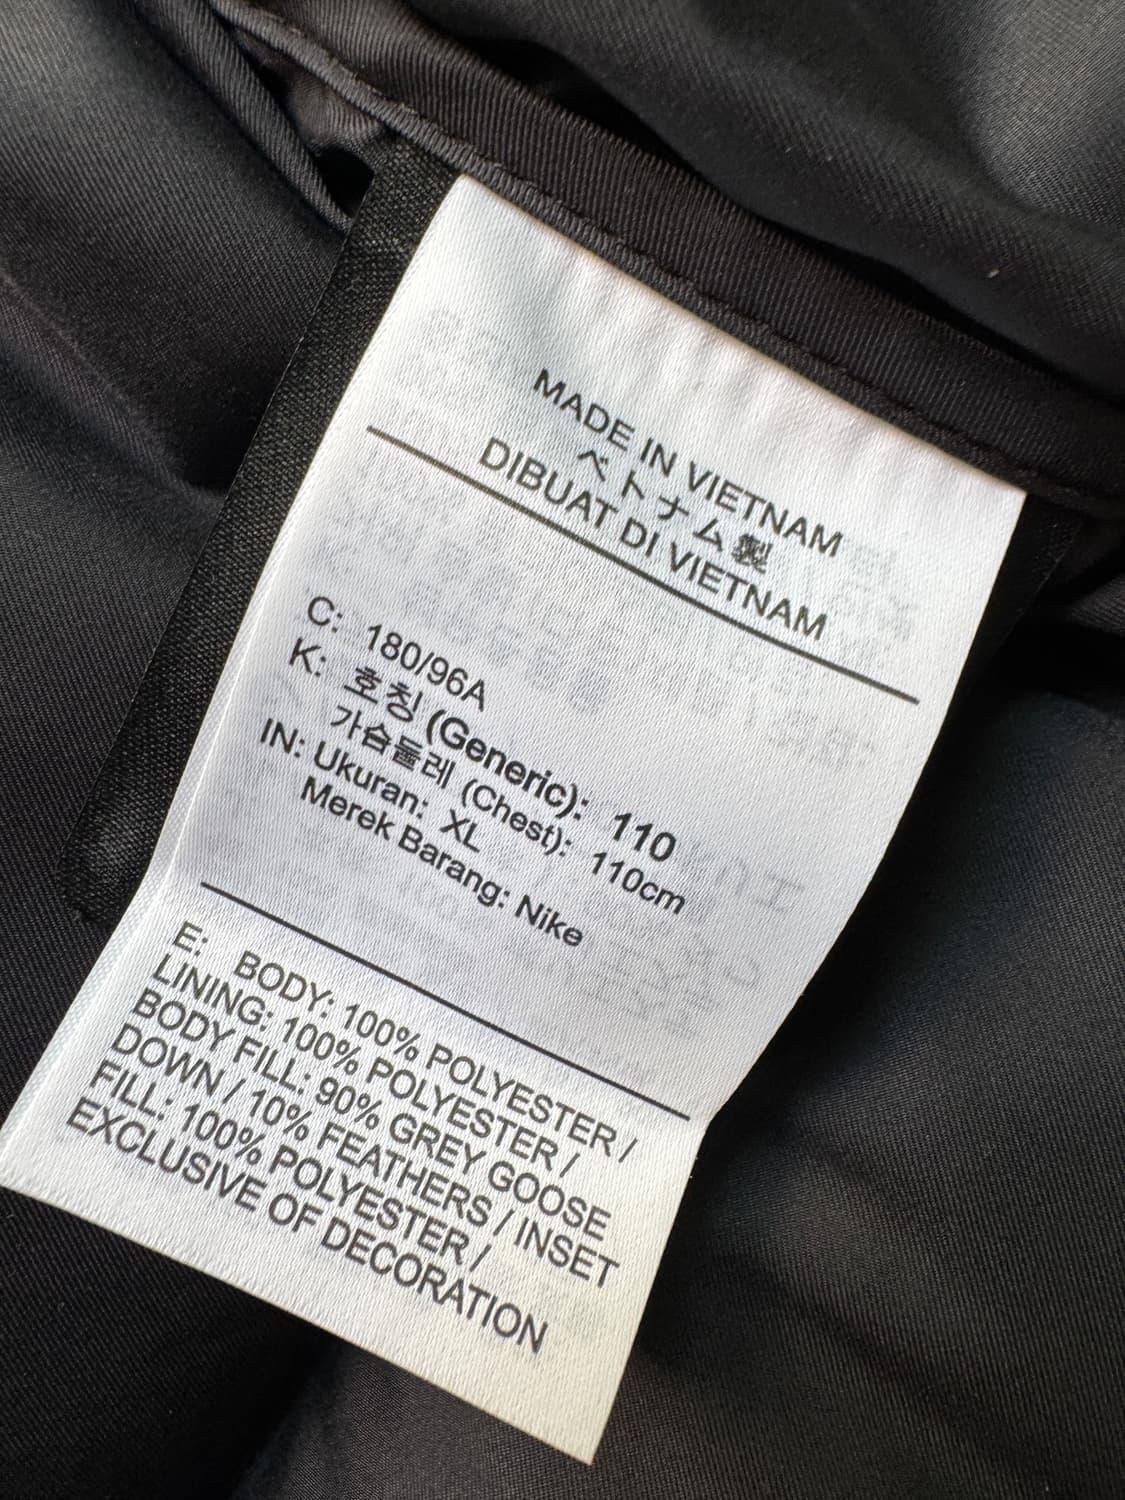 MADE IN VIETNAM
ベトナム製
DIBUAT DI VIETNAM
C: 180/96A
K: 호칭 (Generic): 110
가슴둘레 (Chest): 110cm
IN: Ukuran: XL
Merek Barang: Nike
E: BODY: 100% POLYESTER /
LINING: 100% POLYESTER /
BODY FILL: 90% GREY GOOSE
DOWN / 10% FEATHERS / INSET
FILL: 100% POLYESTER /
EXCLUSIVE OF DECORATION